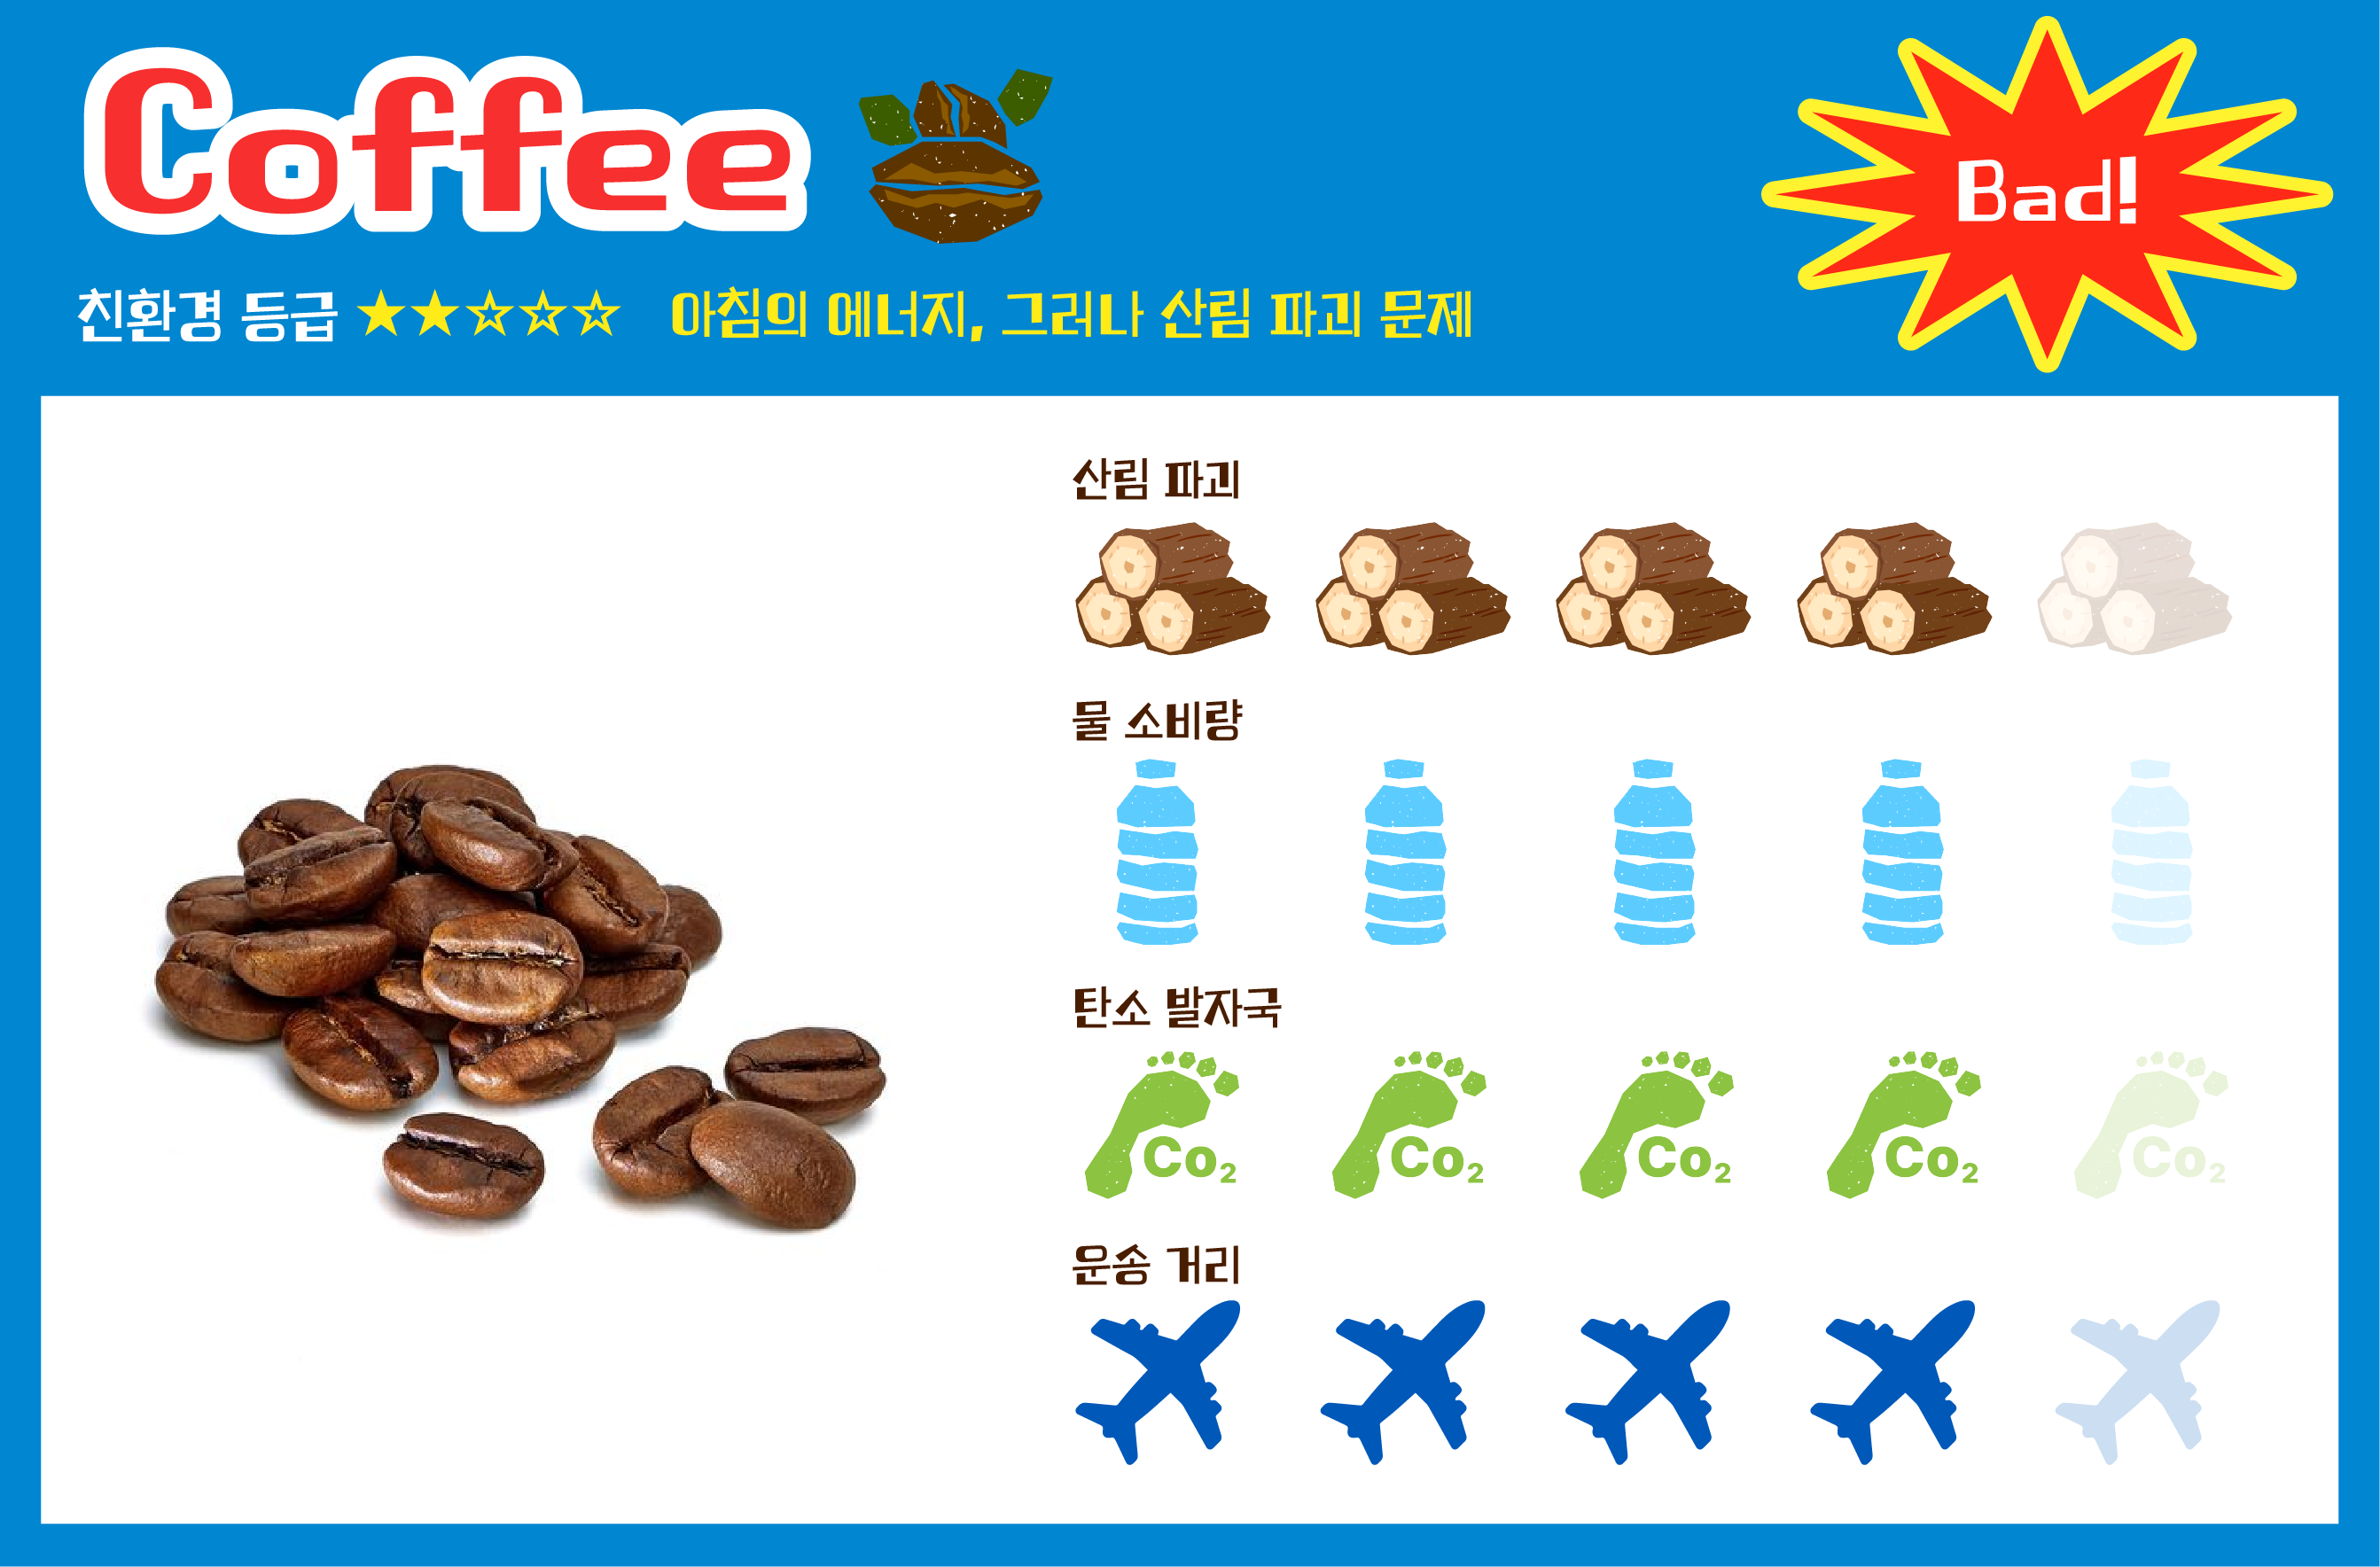 Coffee
Bad!
친환경 등급 ★★☆☆☆ 아침의 에너지, 그러나 산림 파괴 문제
산림 파괴
물 소비량
탄소 발자국
Co₂ Co₂ Co₂ Co₂ Co₂
운송 거리